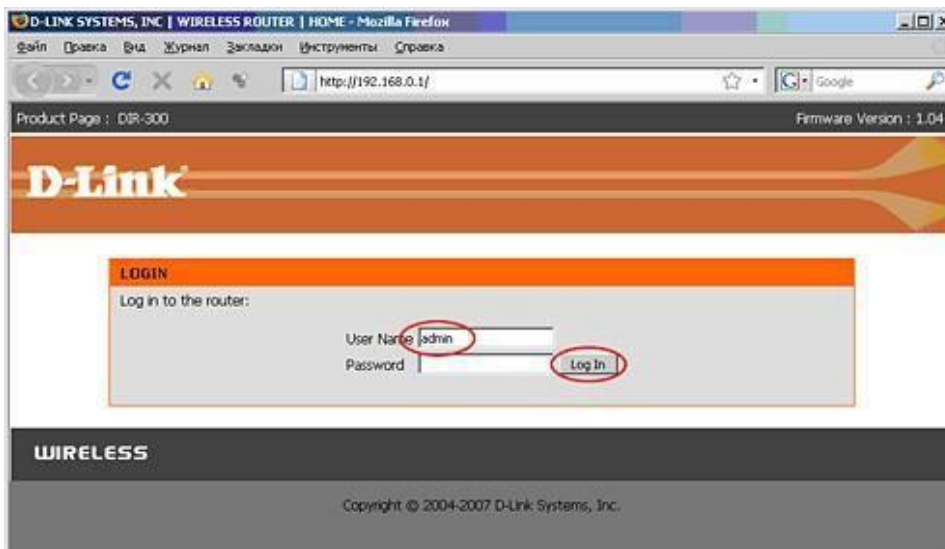 D-LINK SYSTEMS, INC | WIRELESS ROUTER | HOME - Mozilla Firefox
Файл Правка Вид Журнал Закладки Инструменты Справка
http://192.168.0.1/ Google
Product Page : DIR-300 Firmware Version : 1.04
D-Link
LOGIN
Log in to the router:
User Name admin
Password Log In
WIRELESS
Copyright © 2004-2007 D-Link Systems, Inc.